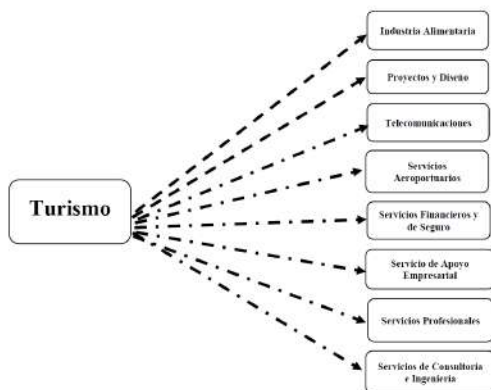 Industria Alimentaria
Proyectos y Diseño
Telecomunicaciones
Servicios
Aeroportuarios
Turismo
Servicios Financieros y
de Seguro
Servicio de Apoyo
Empresarial
Servicios Profesionales
Servicios de Consultoría
e Ingeniería